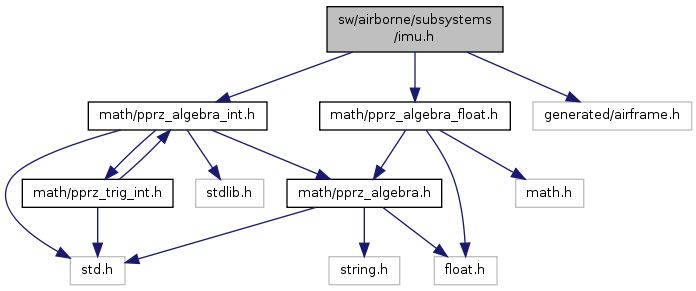 sw/airborne/subsystems
/imu.h
math/pprz_algebra_int.h
math/pprz_algebra_float.h
generated/airframe.h
math/pprz_trig_int.h
stdlib.h
math/pprz_algebra.h
math.h
std.h
string.h
float.h